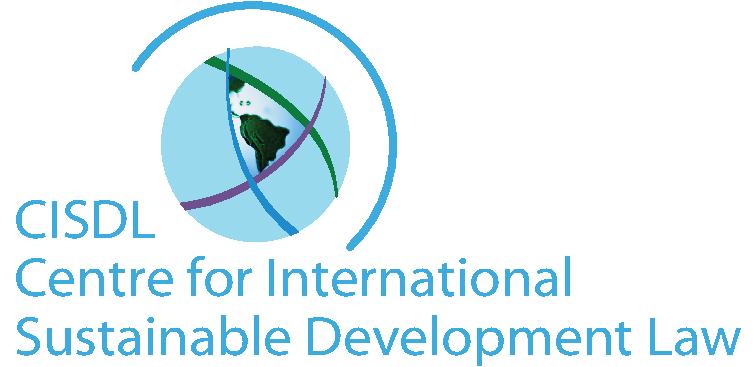 CISDL
Centre for International
Sustainable Development Law